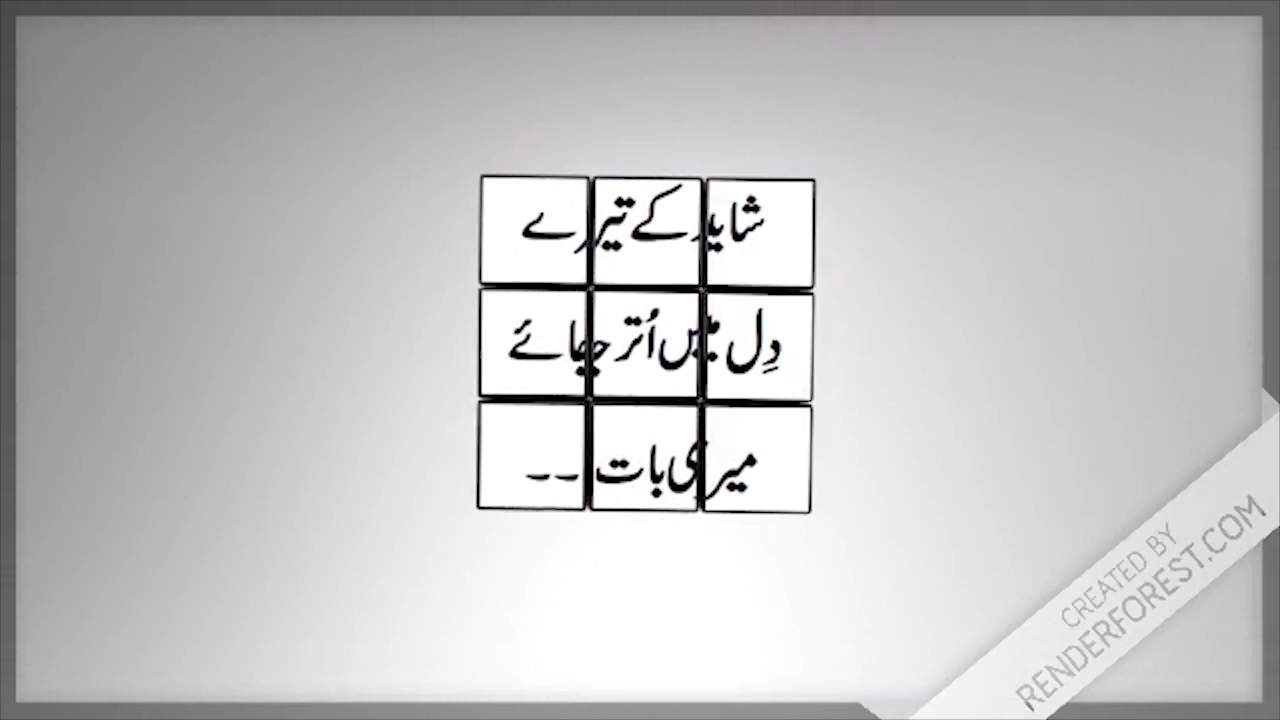 شاید کے تیرے
دِل میں اُتر جائے
میری بات --
CREATED BY
RENDERFOREST.COM